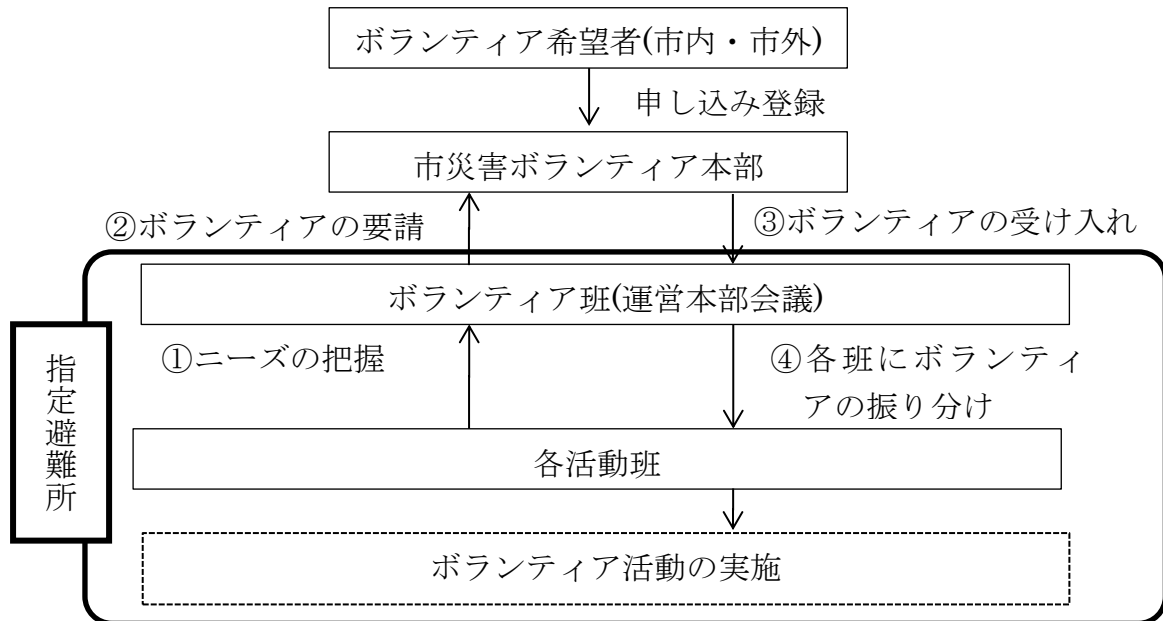 ボランティア希望者(市内・市外)
申し込み登録
市災害ボランティア本部
②ボランティアの要請
③ボランティアの受け入れ
ボランティア班(運営本部会議)
指定避難所
①ニーズの把握
④各班にボランティ
アの振り分け
各活動班
ボランティア活動の実施